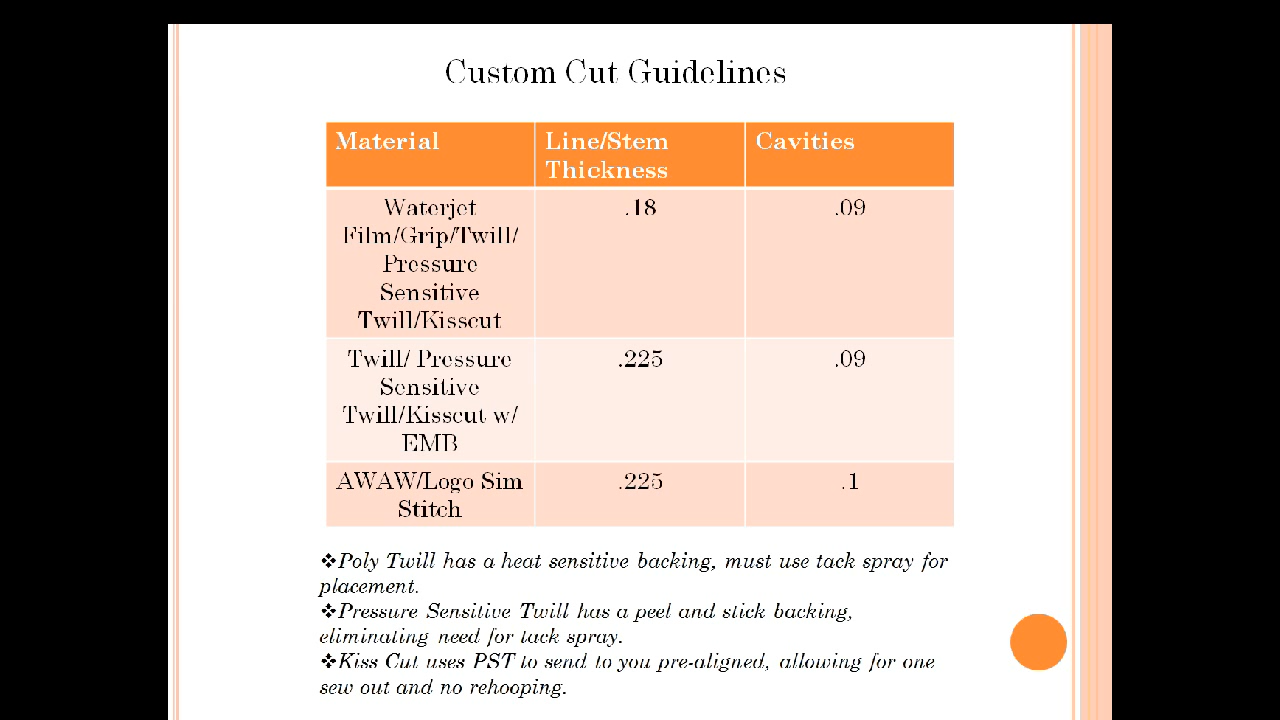 Custom Cut Guidelines
Material
Line/Stem
Thickness
Cavities
Waterjet
Film/Grip/Twill/
Pressure
Sensitive
Twill/Kisscut
.18
.09
Twill/ Pressure
Sensitive
Twill/Kisscut w/
EMB
.225
.09
AWAW/Logo Sim
Stitch
.225
.1
❖Poly Twill has a heat sensitive backing, must use tack spray for
placement.
❖Pressure Sensitive Twill has a peel and stick backing,
eliminating need for tack spray.
❖Kiss Cut uses PST to send to you pre-aligned, allowing for one
sew out and no rehooping.